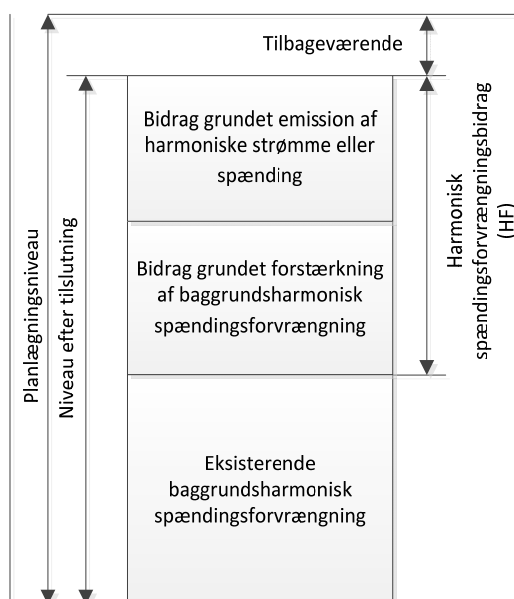 Tilbageværende
Bidrag grundet emission af
harmoniske strømme eller
spænding
Bidrag grundet forstærkning
af baggrundsharmonisk
spændingsforvrængning
Eksisterende
baggrundsharmonisk
spændingsforvrængning
Planlægningsniveau
Niveau efter tilslutning
Harmonisk
spændingsforvrængningsbidrag
(HF)